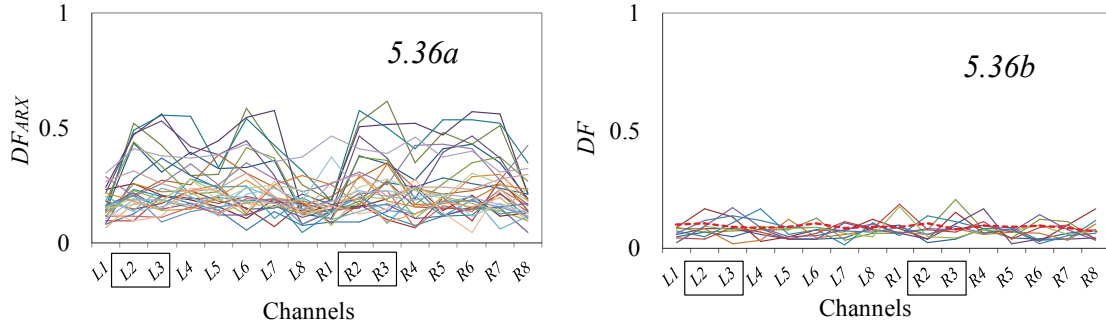 1
5.36a
0.5
DFARX
0
L1 L2 L3 L4 L5 L6 L7 L8 R1 R2 R3 R4 R5 R6 R7 R8
Channels
1
5.36b
0.5
DF
0
L1 L2 L3 L4 L5 L6 L7 L8 R1 R2 R3 R4 R5 R6 R7 R8
Channels